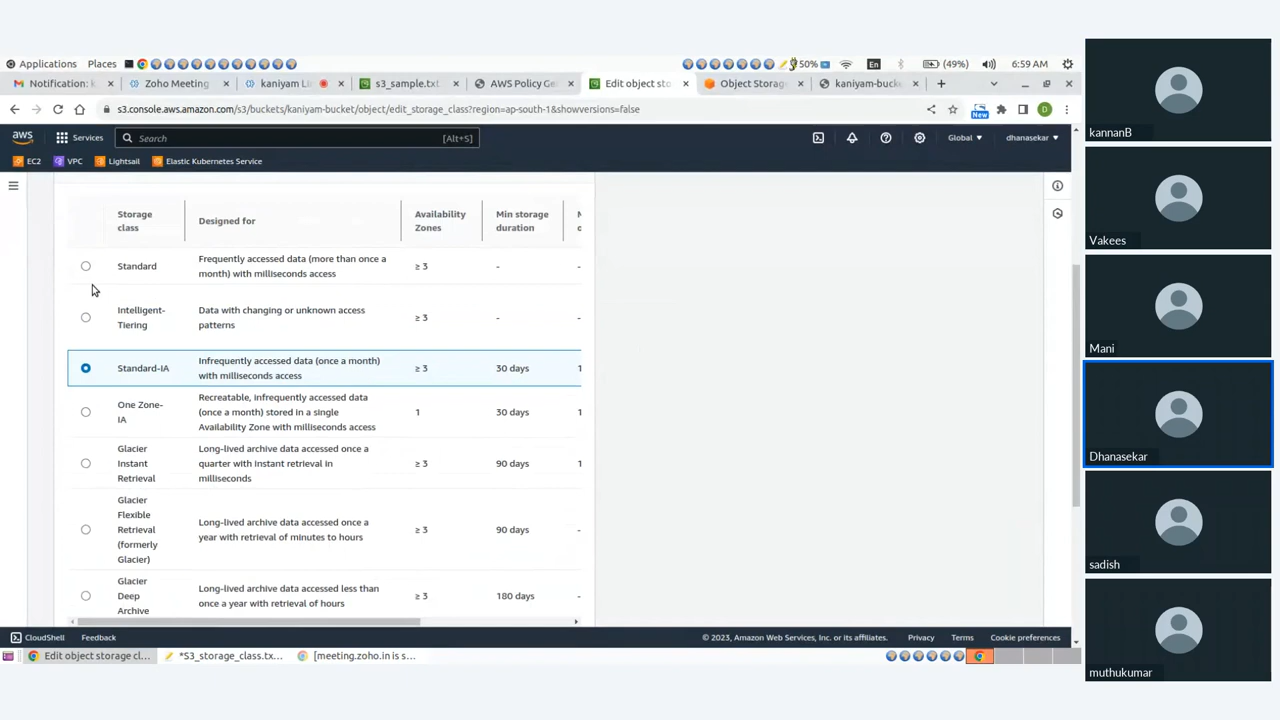 Applications Places
50% En (49%) 6:59 AM
Notification: k
Zoho Meeting
kaniyam Li
s3_sample.txt
AWS Policy Gen
Edit object sto
Object Storag
kaniyam-buck
s3.console.aws.amazon.com/s3/buckets/kaniyam-bucket/object/edit_storage_class?region=ap-south-1&showversions=false
New
D
aws
Services
Search
[Alt+S]
Global
dhanasekar
EC2
VPC
Lightsail
Elastic Kubernetes Service
Storage
class
Designed for
Availability
Zones
Min storage
duration
Standard
Frequently accessed data (more than once a
month) with milliseconds access
≥ 3
-
-
Intelligent-
Tiering
Data with changing or unknown access
patterns
≥ 3
-
-
Standard-IA
Infrequently accessed data (once a month)
with milliseconds access
≥ 3
30 days
1
One Zone-
IA
Recreatable, infrequently accessed data
(once a month) stored in a single
Availability Zone with milliseconds access
1
30 days
1
Glacier
Instant
Retrieval
Long-lived archive data accessed once a
quarter with instant retrieval in
milliseconds
≥ 3
90 days
1
Glacier
Flexible
Retrieval
(formerly
Glacier)
Long-lived archive data accessed once a
year with retrieval of minutes to hours
≥ 3
90 days
-
Glacier
Deep
Archive
Long-lived archive data accessed less than
once a year with retrieval of hours
≥ 3
180 days
-
CloudShell
Feedback
© 2023, Amazon Web Services, Inc. or its affiliates.
Privacy
Terms
Cookie preferences
Edit object storage cl...
*S3_storage_class.tx...
[meeting.zoho.in is s...
kannanB
Vakees
Mani
Dhanasekar
sadish
muthukumar